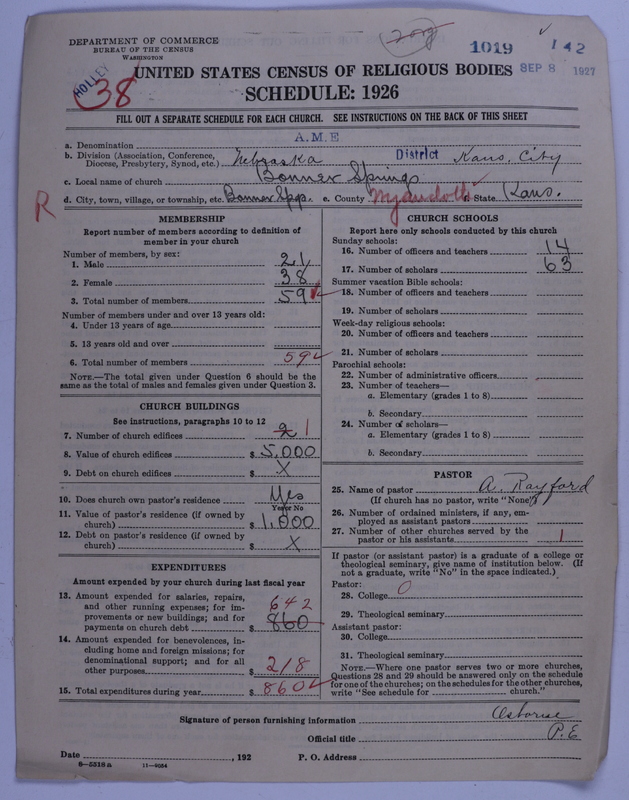 DEPARTMENT OF COMMERCE
BUREAU OF THE CENSUS
WASHINGTON
1019 142
SEP 8 1927
HOLLEY
38
UNITED STATES CENSUS OF RELIGIOUS BODIES
SCHEDULE: 1926
FILL OUT A SEPARATE SCHEDULE FOR EACH CHURCH. SEE INSTRUCTIONS ON THE BACK OF THIS SHEET
a. Denomination A.M.E
b. Division (Association, Conference, Diocese, Presbytery, Synod, etc.) Nebraska District Kans. City
c. Local name of church Bonner Springs
d. City, town, village, or township, etc. Bonner Spgs. e. County Wyandott f. State Kans.
R
MEMBERSHIP
Report number of members according to definition of
member in your church
Number of members, by sex:
1. Male 21
2. Female 38
3. Total number of members 59
Number of members under and over 13 years old:
4. Under 13 years of age
5. 13 years old and over
6. Total number of members 59
NOTE.—The total given under Question 6 should be the
same as the total of males and females given under Question 3.
CHURCH BUILDINGS
See instructions, paragraphs 10 to 12
7. Number of church edifices 2 1
8. Value of church edifices $ 5,000
9. Debt on church edifices $ X
10. Does church own pastor's residence Yes
Yes or No
11. Value of pastor's residence (if owned by
church) $ 1,000
12. Debt on pastor's residence (if owned by
church) $ X
EXPENDITURES
Amount expended by your church during last fiscal year
13. Amount expended for salaries, repairs,
and other running expenses; for im-
provements or new buildings; and for
payments on church debt $ 642 860
14. Amount expended for benevolences, in-
cluding home and foreign missions; for
denominational support; and for all
other purposes $ 218
15. Total expenditures during year $ 860
CHURCH SCHOOLS
Report here only schools conducted by this church
Sunday schools:
16. Number of officers and teachers 14
17. Number of scholars 63
Summer vacation Bible schools:
18. Number of officers and teachers
19. Number of scholars
Week-day religious schools:
20. Number of officers and teachers
21. Number of scholars
Parochial schools:
22. Number of administrative officers
23. Number of teachers—
a. Elementary (grades 1 to 8)
b. Secondary
24. Number of scholars—
a. Elementary (grades 1 to 8)
b. Secondary
PASTOR
25. Name of pastor A. Rayford
(If church has no pastor, write "None")
26. Number of ordained ministers, if any, em-
ployed as assistant pastors
27. Number of other churches served by the
pastor or his assistants 1
If pastor (or assistant pastor) is a graduate of a college or
theological seminary, give name of institution below. (If
not a graduate, write "No" in the space indicated.)
Pastor:
28. College 0
29. Theological seminary
Assistant pastor:
30. College
31. Theological seminary
NOTE.—Where one pastor serves two or more churches,
Questions 28 and 29 should be answered only on the schedule
for one of the churches; on the schedules for the other churches,
write "See schedule for church."
Signature of person furnishing information Osborne
Official title P.E
Date , 192 P. O. Address
8—5518a 11—9054